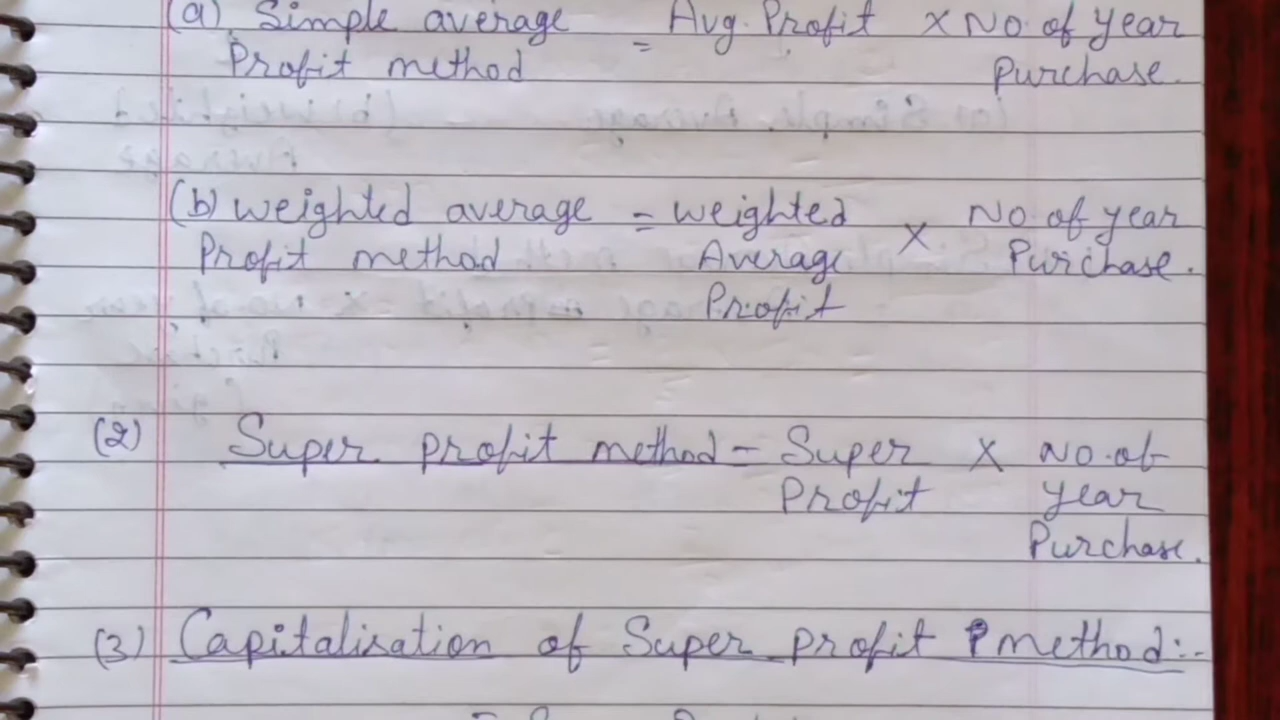 (a) Simple average = Avg. Profit × No. of year
Profit method Purchase.
(b) weighted average = weighted × No. of year
Profit method Average Purchase.
Profit
(2) Super profit method - Super × No. of
Profit year
Purchase.
(3) Capitalisation of Super profit method:-